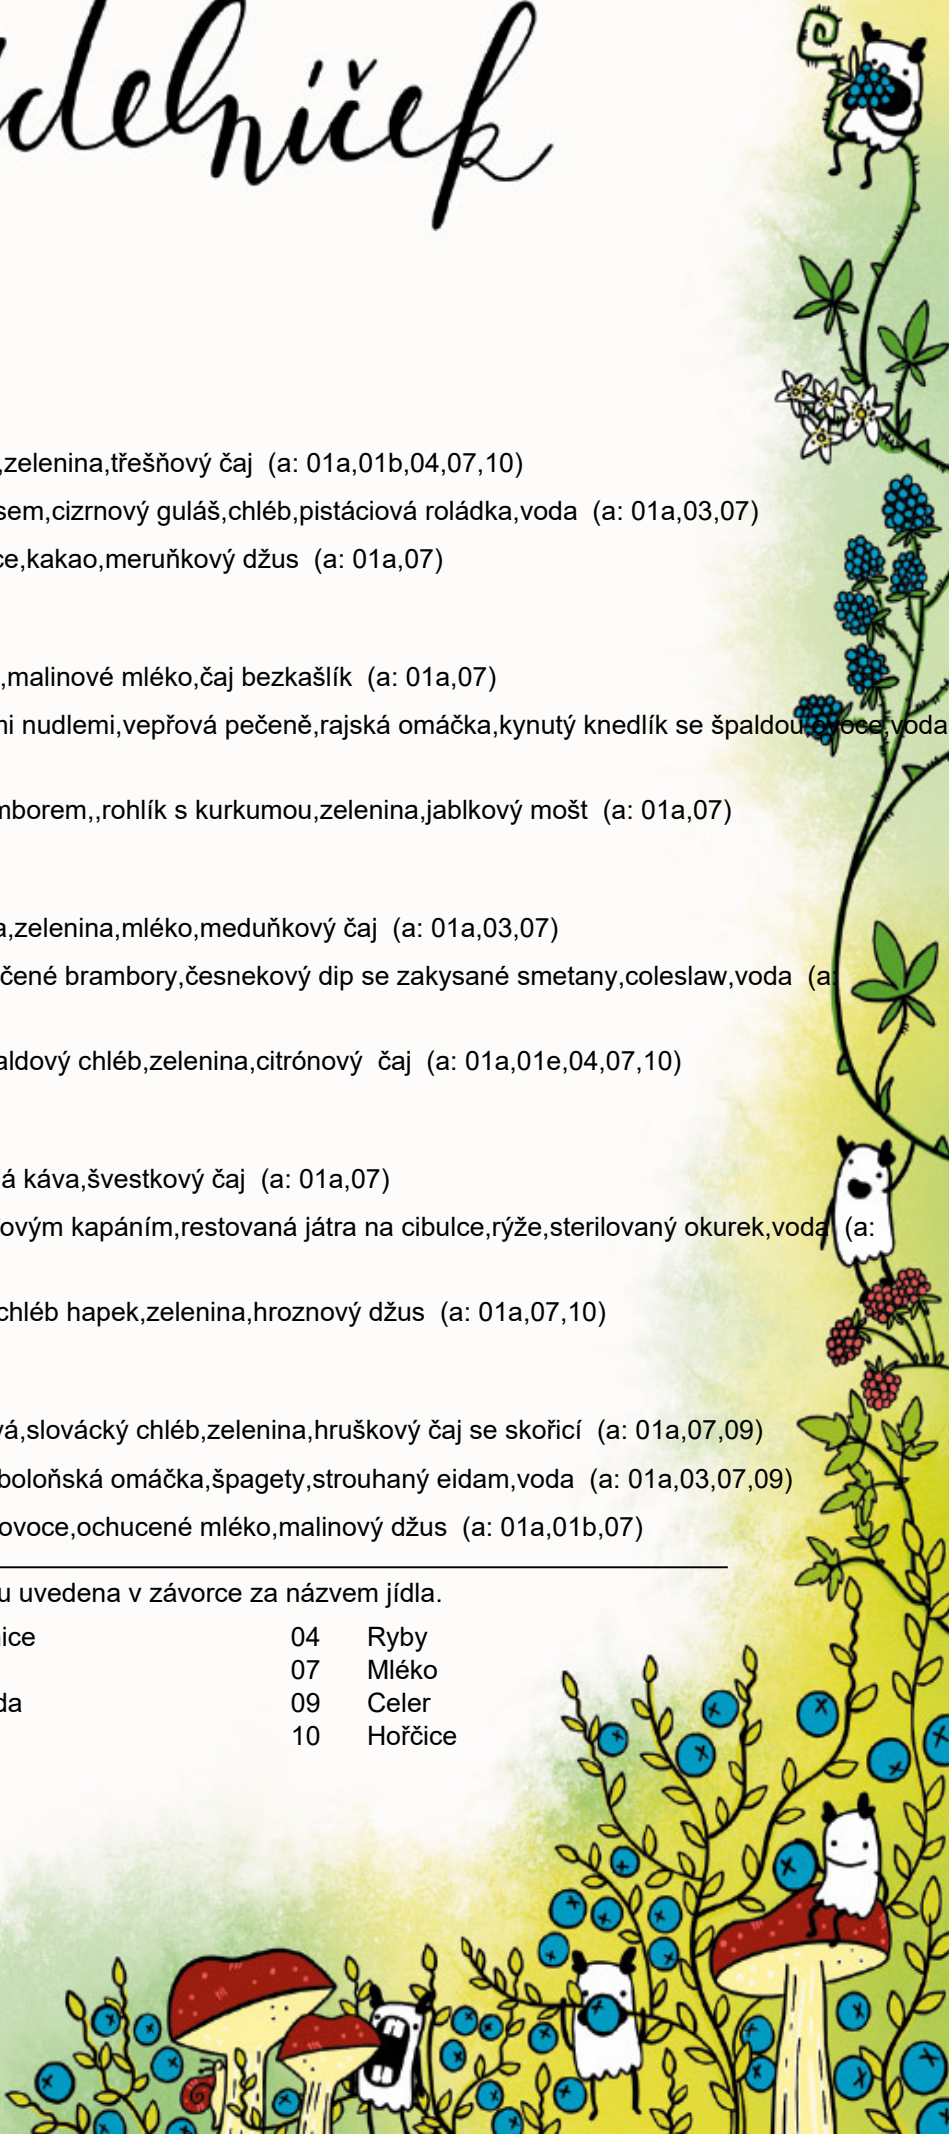 delníček
,zelenina,třešňový čaj  (a: 01a,01b,04,07,10)
sem,cizrnový guláš,chléb,pistáciová roládka,voda  (a: 01a,03,07)
ce,kakao,meruňkový džus  (a: 01a,07)
,malinové mléko,čaj bezkašlík  (a: 01a,07)
mi nudlemi,vepřová pečeně,rajská omáčka,kynutý knedlík se špaldou,ovoce,voda
mborem,,rohlík s kurkumou,zelenina,jablkový mošt  (a: 01a,07)
a,zelenina,mléko,meduňkový čaj  (a: 01a,03,07)
čené brambory,česnekový dip se zakysané smetany,coleslaw,voda  (a:
aldový chléb,zelenina,citrónový  čaj  (a: 01a,01e,04,07,10)
á káva,švestkový čaj  (a: 01a,07)
ovým kapáním,restovaná játra na cibulce,rýže,sterilovaný okurek,voda  (a:
chléb hapek,zelenina,hroznový džus  (a: 01a,07,10)
vá,slovácký chléb,zelenina,hruškový čaj se skořicí  (a: 01a,07,09)
boloňská omáčka,špagety,strouhaný eidam,voda  (a: 01a,03,07,09)
ovoce,ochucené mléko,malinový džus  (a: 01a,01b,07)
u uvedena v závorce za názvem jídla.
nice 04 Ryby
07 Mléko
da 09 Celer
10 Hořčice